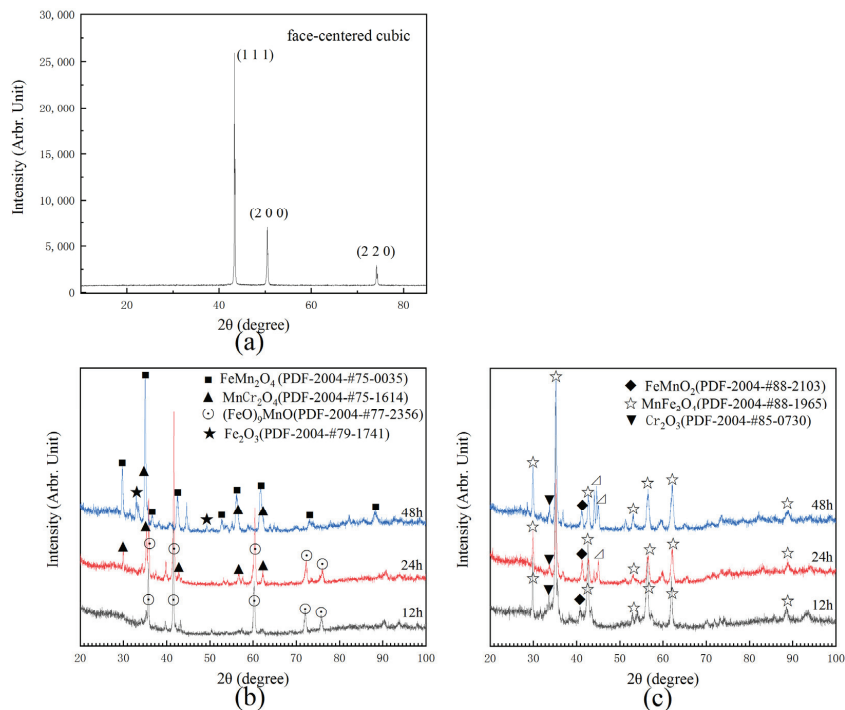 30,000
25,000
20,000
15,000
10,000
5,000
0
Intensity (Arbr. Unit)
face-centered cubic
(1 1 1)
(2 0 0)
(2 2 0)
20 40 60 80
2θ (degree)
(a)
Intensity (Arbr. Unit)
FeMn₂O₄(PDF-2004-#75-0035)
MnCr₂O₄(PDF-2004-#75-1614)
(FeO)₉MnO(PDF-2004-#77-2356)
Fe₂O₃(PDF-2004-#79-1741)
48h
24h
12h
20 30 40 50 60 70 80 90 100
2θ (degree)
(b)
Intensity (Arbr. Unit)
FeMnO₂(PDF-2004-#88-2103)
MnFe₂O₄(PDF-2004-#88-1965)
Cr₂O₃(PDF-2004-#85-0730)
48h
24h
12h
20 30 40 50 60 70 80 90 100
2θ (degree)
(c)